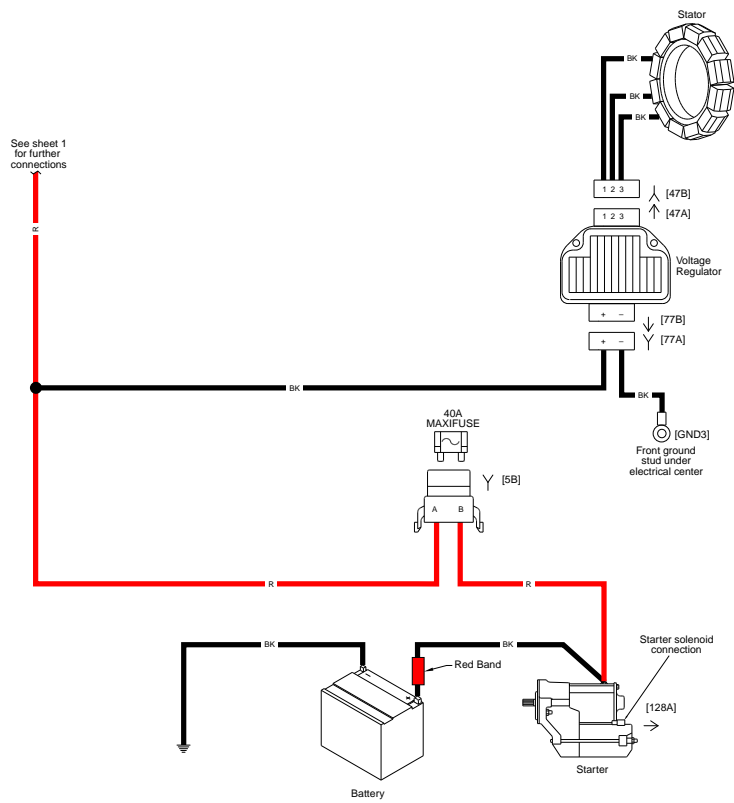 Stator
BK
BK
BK
See sheet 1
for further
connections
R
1 2 3
[47B]
1 2 3
[47A]
Voltage
Regulator
+ −
[77B]
+ −
[77A]
BK
BK
40A
MAXIFUSE
[GND3]
Front ground
stud under
electrical center
[5B]
A B
R
R
BK
BK
Starter solenoid
connection
Red Band
− +
[128A]
Starter
Battery